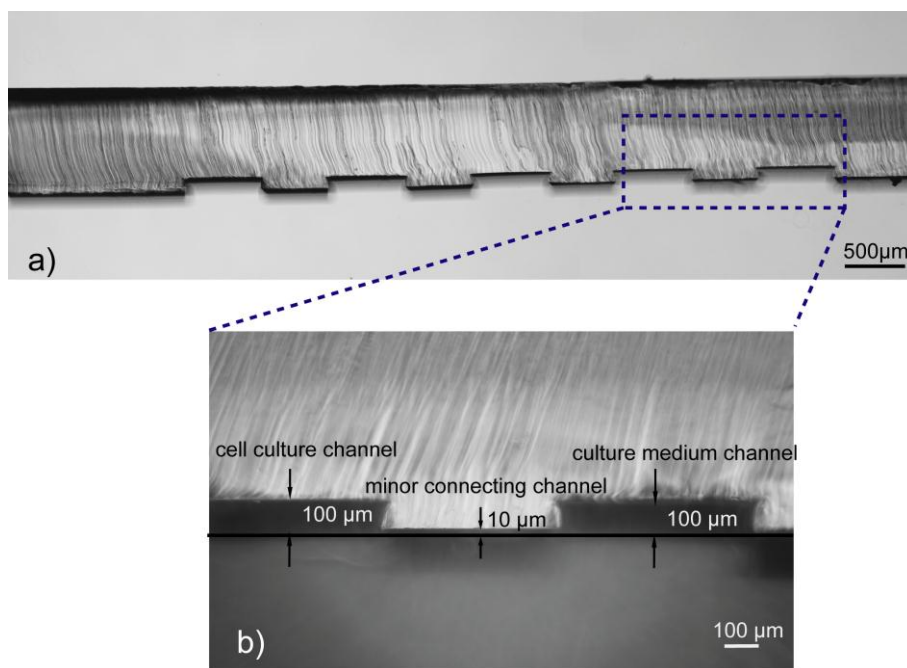 a)
500μm
cell culture channel
culture medium channel
minor connecting channel
100 μm
10 μm
100 μm
b)
100 μm